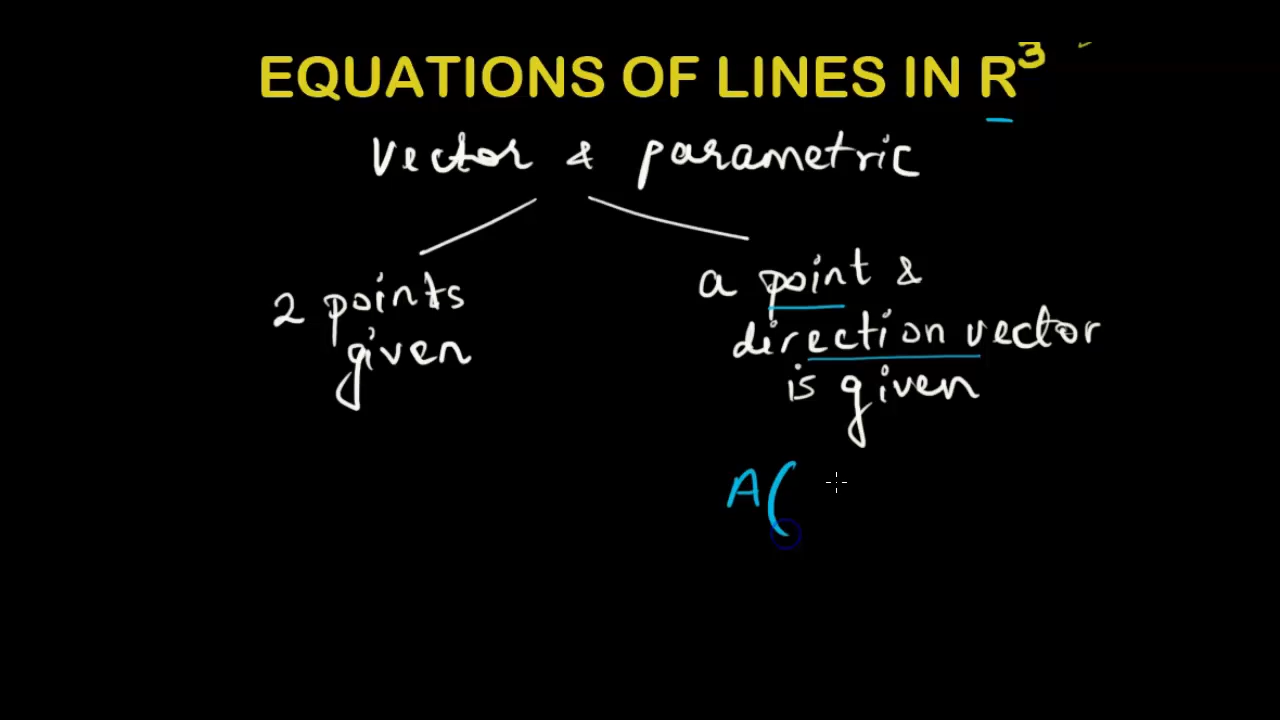 EQUATIONS OF LINES IN R³
vector & parametric
2 points
given
a point &
direction vector
is given
A(